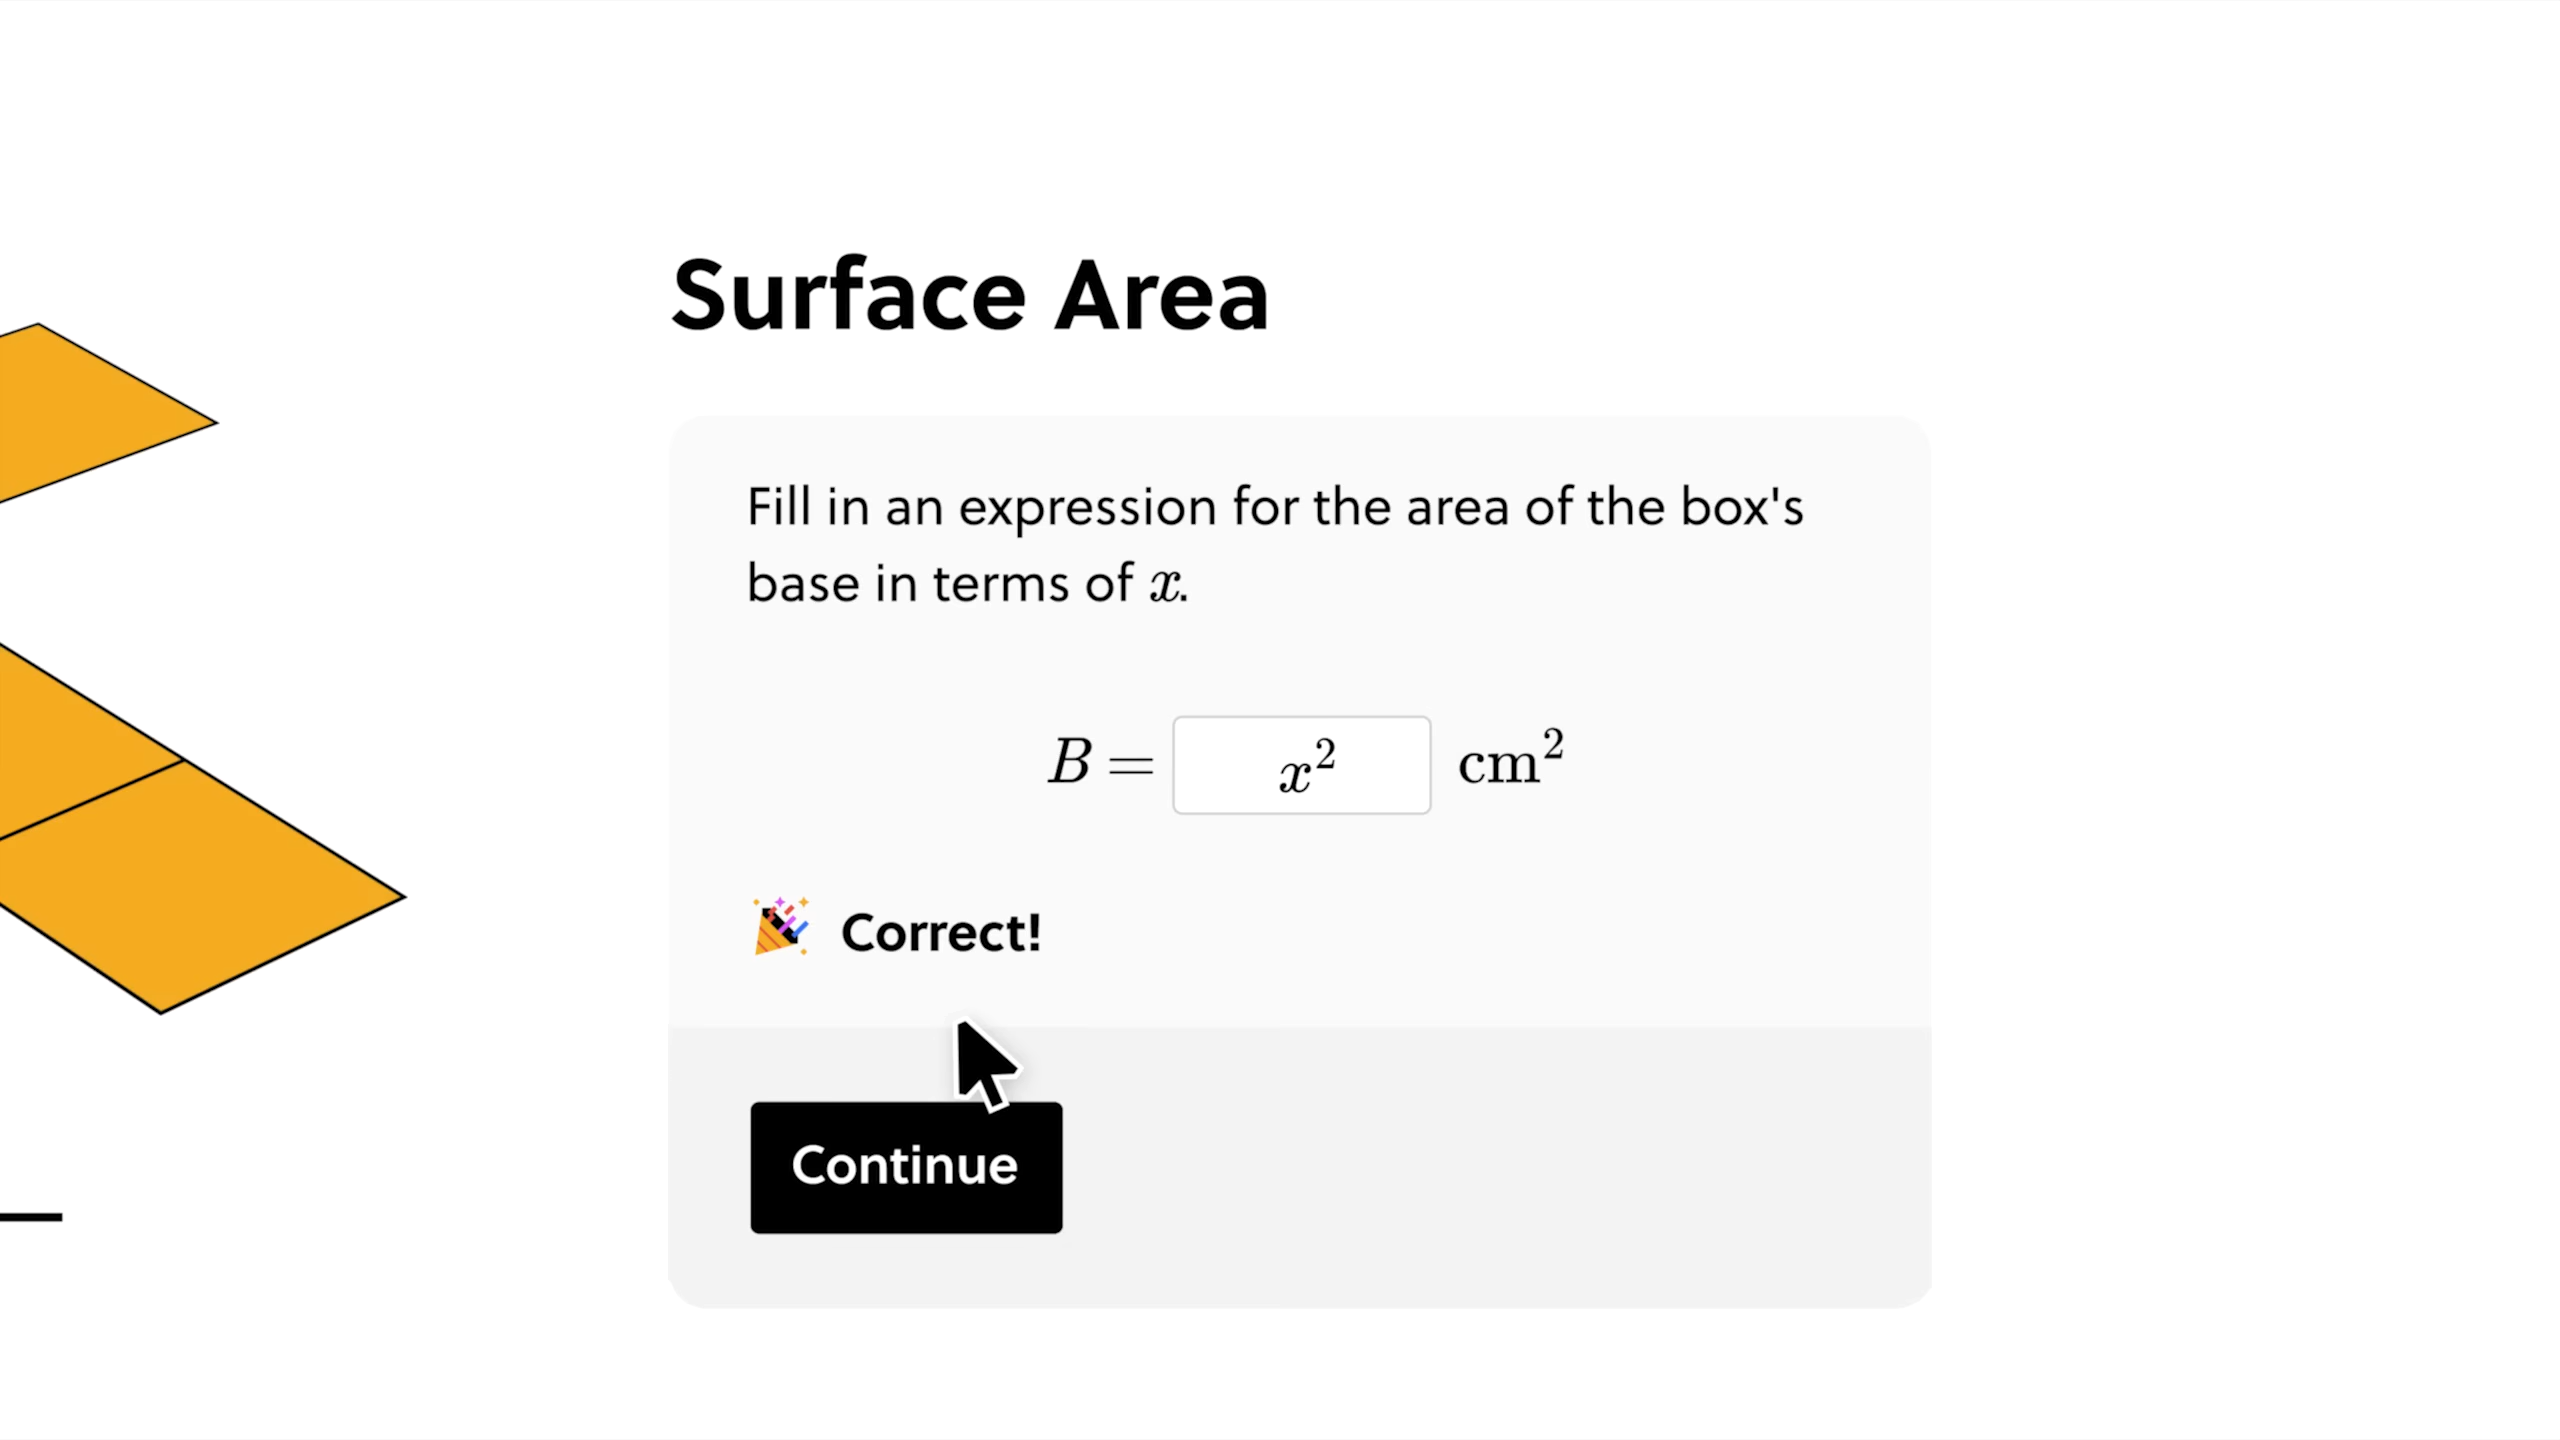 Surface Area
Fill in an expression for the area of the box's
base in terms of x.
B = x² cm²
Correct!
Continue